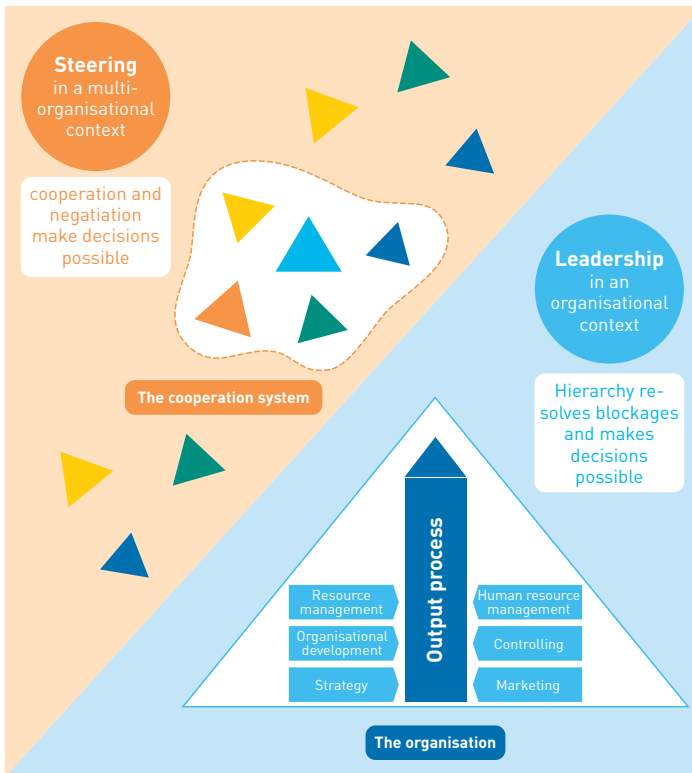 Steering
in a multi-
organisational
context
cooperation and
negatiation
make decisions
possible
The cooperation system
Leadership
in an
organisational
context
Hierarchy re-
solves blockages
and makes
decisions
possible
Output process
Resource
management
Organisational
development
Strategy
Human resource
management
Controlling
Marketing
The organisation